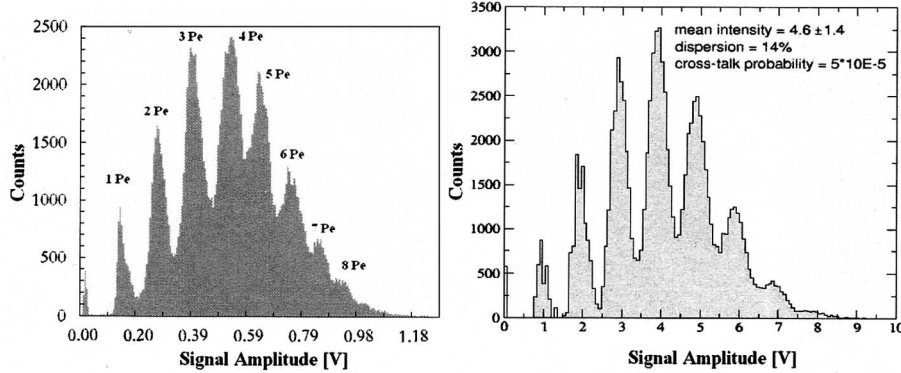 2500
2000
1500
1000
500
0
Counts
1 Pe
2 Pe
3 Pe
4 Pe
5 Pe
6 Pe
7 Pe
8 Pe
0.00 0.20 0.39 0.59 0.79 0.98 1.18
Signal Amplitude [V]
3500
3000
2500
2000
1500
1000
500
0
Counts
mean intensity = 4.6 ±1.4
dispersion = 14%
cross-talk probability = 5*10E-5
0 1 2 3 4 5 6 7 8 9 10
Signal Amplitude [V]